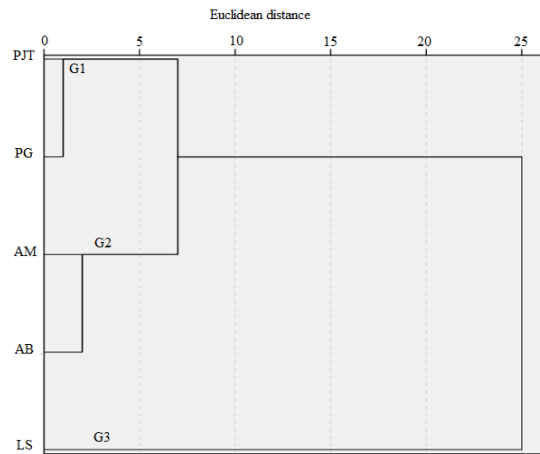 Euclidean distance
0 5 10 15 20 25
PJT
G1
PG
AM G2
AB
LS G3